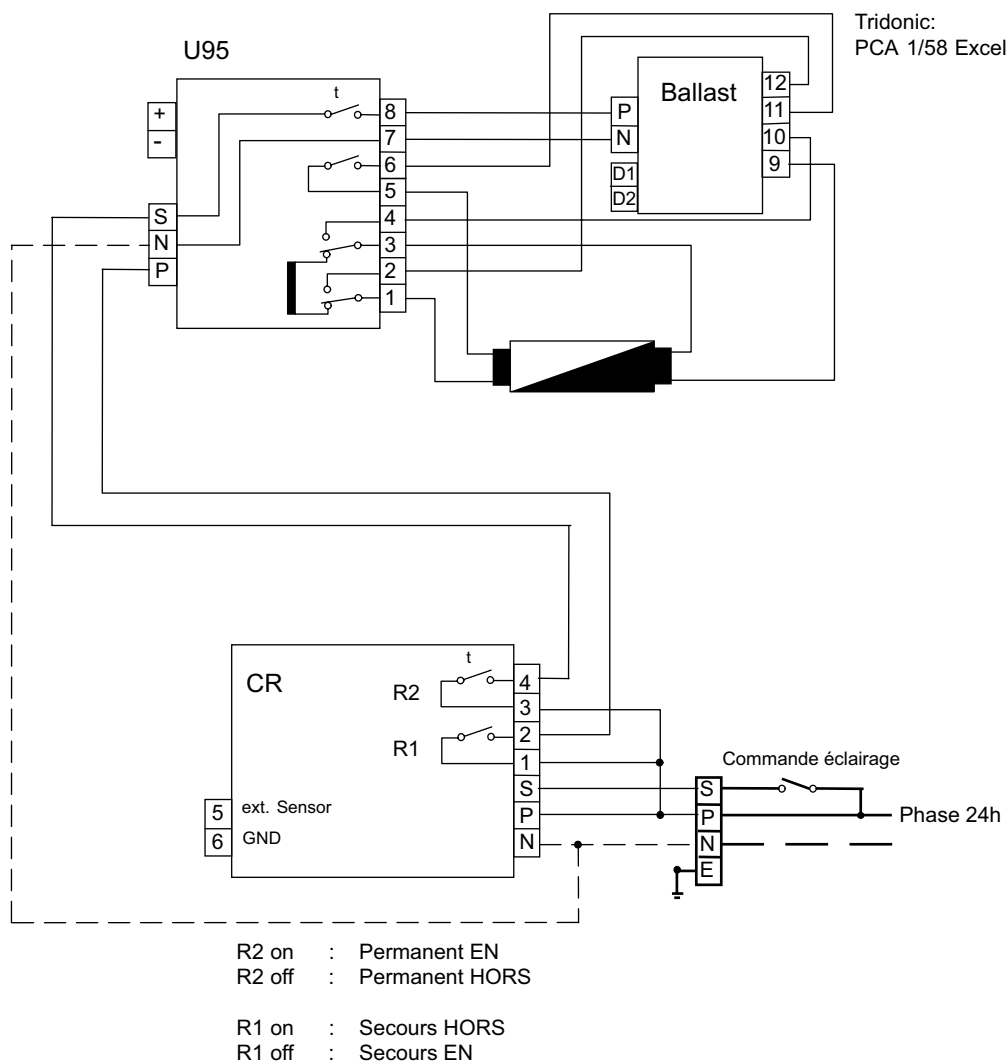 Tridonic:
PCA 1/58 Excel
U95
t
+
-
S
N
P
8
7
6
5
4
3
2
1
Ballast
P
N
D1
D2
12
11
10
9
CR
t
R2
R1
4
3
2
1
S
P
N
5 ext. Sensor
6 GND
Commande éclairage
S
P
N
E
Phase 24h
R2 on : Permanent EN
R2 off : Permanent HORS
R1 on : Secours HORS
R1 off : Secours EN